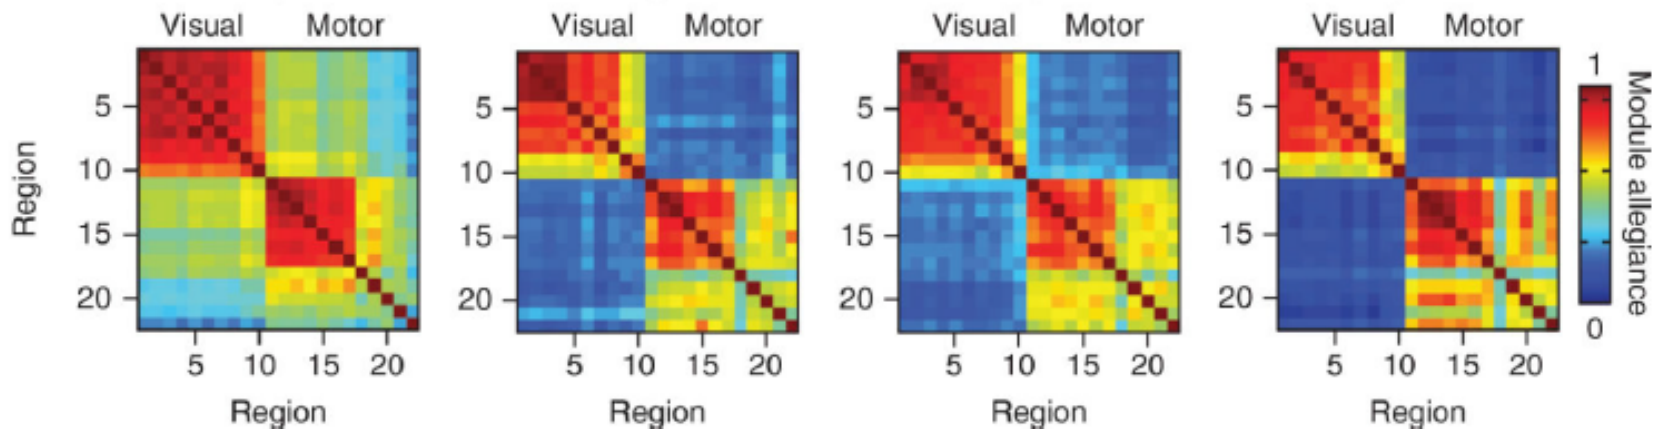 Visual Motor Visual Motor Visual Motor Visual Motor
1
5 5 5 5
10 10 10 10
15 15 15 15
20 20 20 20
0
Region
Module allegiance
5 10 15 20 5 10 15 20 5 10 15 20 5 10 15 20
Region Region Region Region